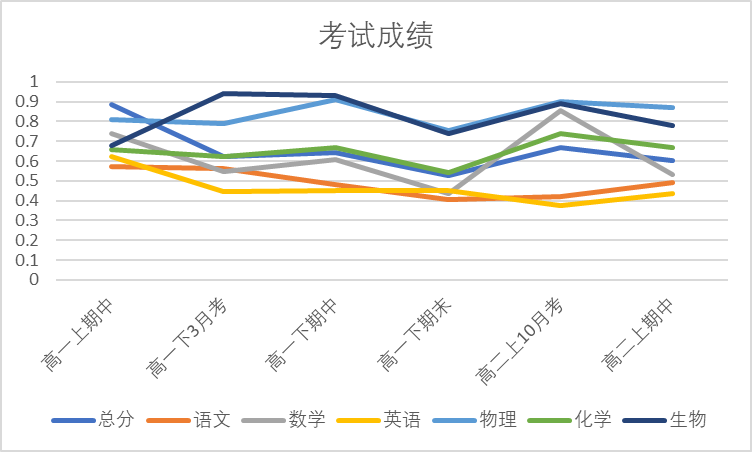 考试成绩
1
0.9
0.8
0.7
0.6
0.5
0.4
0.3
0.2
0.1
0
高一上期中
高一下3月考
高一下期中
高一下期末
高二上10月考
高二上期中
总分 语文 数学 英语 物理 化学 生物